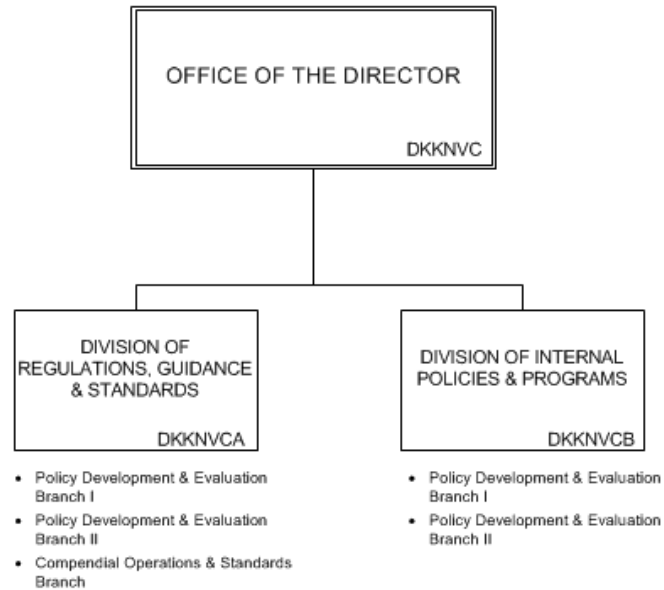 OFFICE OF THE DIRECTOR
DKKNVC
DIVISION OF
REGULATIONS, GUIDANCE
& STANDARDS
DKKNVCA
• Policy Development & Evaluation
Branch I
• Policy Development & Evaluation
Branch II
• Compendial Operations & Standards
Branch
DIVISION OF INTERNAL
POLICIES & PROGRAMS
DKKNVCB
• Policy Development & Evaluation
Branch I
• Policy Development & Evaluation
Branch II